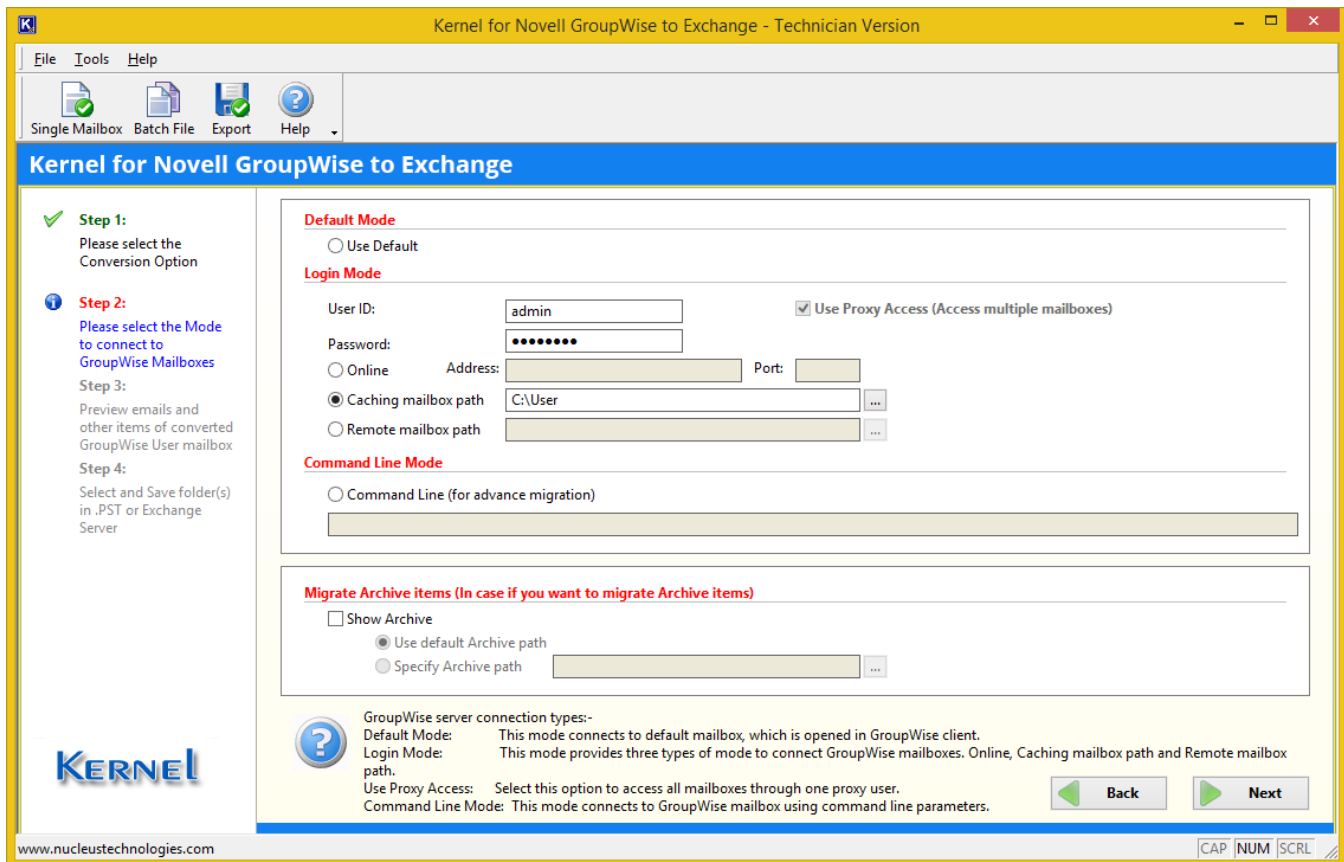 Kernel for Novell GroupWise to Exchange - Technician Version
File Tools Help
Single Mailbox Batch File Export Help
Kernel for Novell GroupWise to Exchange
Step 1:
Please select the
Conversion Option
Step 2:
Please select the Mode
to connect to
GroupWise Mailboxes
Step 3:
Preview emails and
other items of converted
GroupWise User mailbox
Step 4:
Select and Save folder(s)
in .PST or Exchange
Server
KERNEL
Default Mode
Use Default
Login Mode
User ID: admin Use Proxy Access (Access multiple mailboxes)
Password: ●●●●●●●●
Online Address: Port:
Caching mailbox path C:\User ...
Remote mailbox path ...
Command Line Mode
Command Line (for advance migration)
Migrate Archive items (In case if you want to migrate Archive items)
Show Archive
Use default Archive path
Specify Archive path ...
GroupWise server connection types:-
Default Mode: This mode connects to default mailbox, which is opened in GroupWise client.
Login Mode: This mode provides three types of mode to connect GroupWise mailboxes. Online, Caching mailbox path and Remote mailbox
path.
Use Proxy Access: Select this option to access all mailboxes through one proxy user.
Command Line Mode: This mode connects to GroupWise mailbox using command line parameters.
Back Next
www.nucleustechnologies.com CAP NUM SCRL